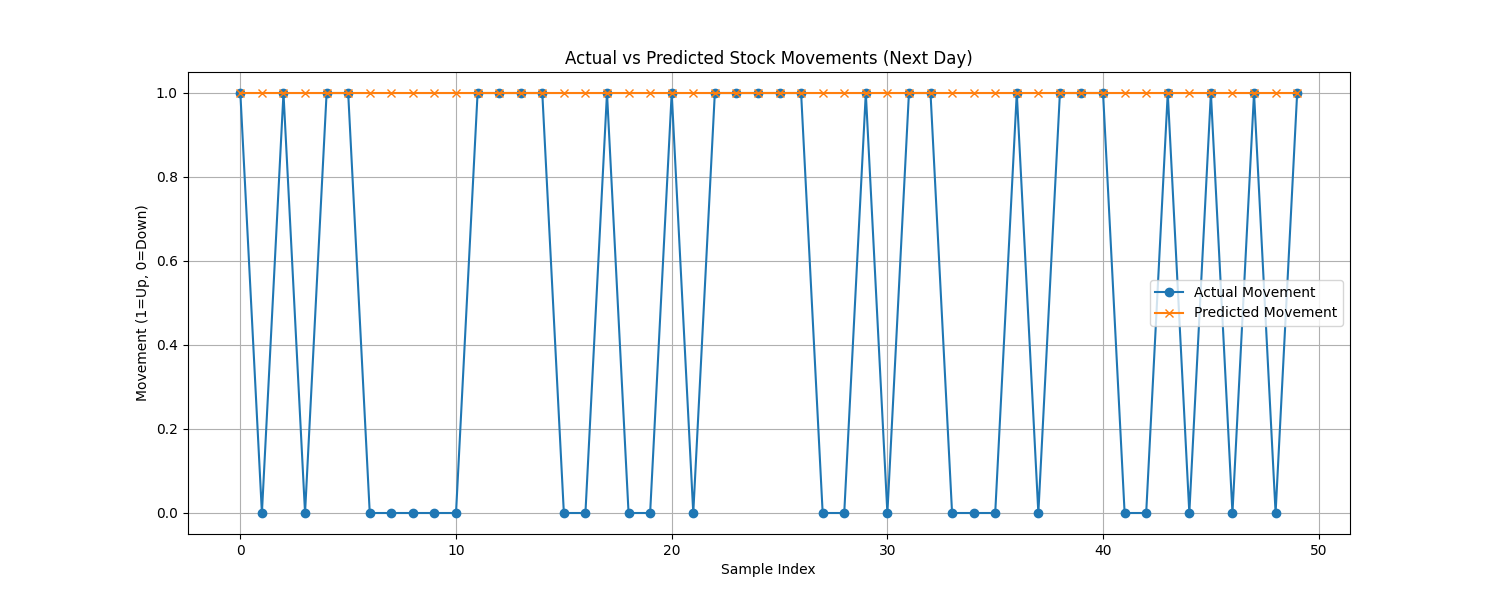 Actual vs Predicted Stock Movements (Next Day)
Movement (1=Up, 0=Down)
1.0
0.8
0.6
0.4
0.2
0.0
Actual Movement
Predicted Movement
0 10 20 30 40 50
Sample Index